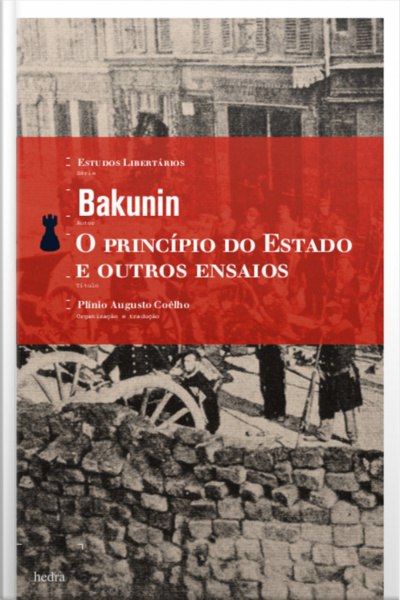 Estudos Libertários
Série
Bakunin
Autor
O princípio do Estado
e outros ensaios
Título
Plínio Augusto Coêlho
Organização e tradução
hedra